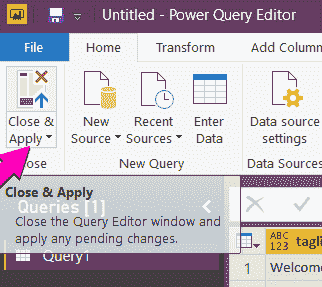 Untitled - Power Query Editor
File Home Transform Add Column
Close & Apply
New Source
Recent Sources
Enter Data
Data source settings
Close
New Query
Data Sources
Close & Apply
Queries [1]
Close the Query Editor window and
apply any pending changes.
Query1
ABC 123 tagli
1 Welcome